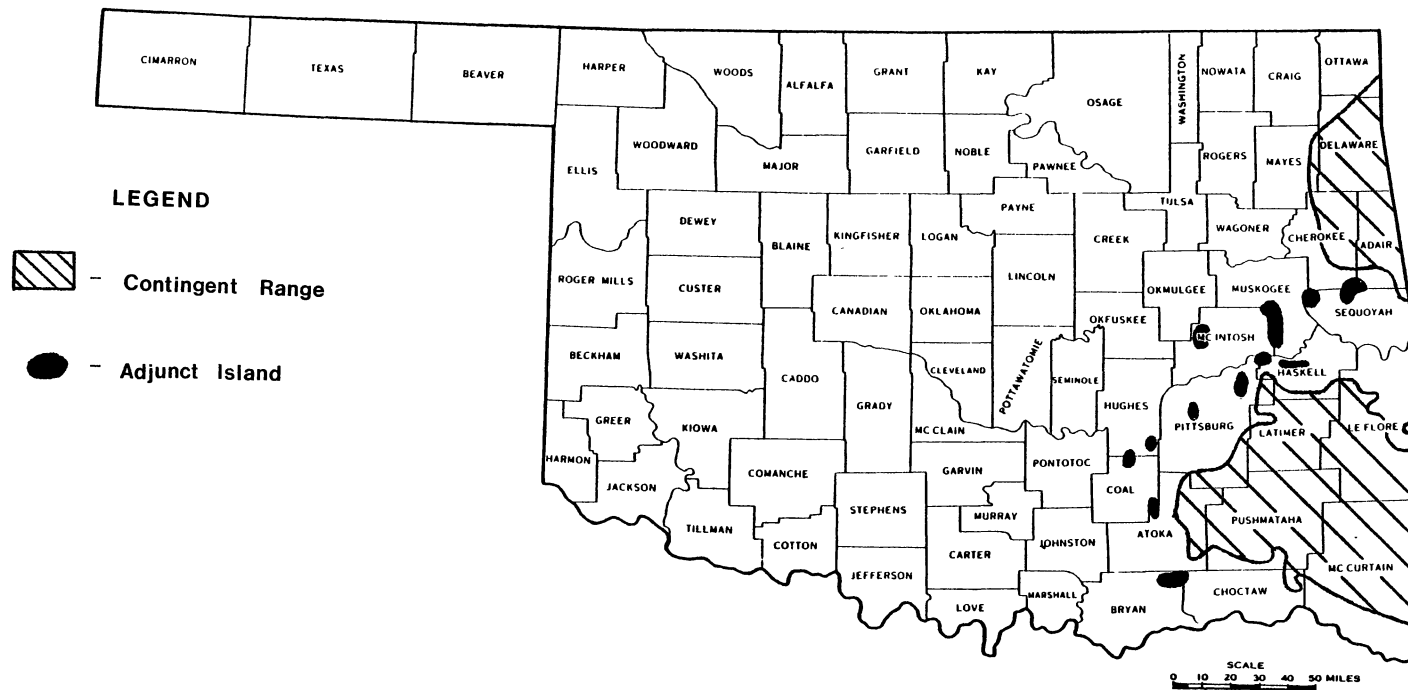 CIMARRON
TEXAS
BEAVER
HARPER
WOODS
ALFALFA
GRANT
KAY
OSAGE
WASHINGTON
NOWATA
CRAIG
OTTAWA
ELLIS
WOODWARD
MAJOR
GARFIELD
NOBLE
PAWNEE
ROGERS
MAYES
DELAWARE
LEGEND
DEWEY
BLAINE
KINGFISHER
LOGAN
PAYNE
CREEK
TULSA
WAGONER
CHEROKEE
ADAIR
- Contingent Range
ROGER MILLS
CUSTER
CANADIAN
OKLAHOMA
LINCOLN
OKMULGEE
MUSKOGEE
SEQUOYAH
OKFUSKEE
MC INTOSH
- Adjunct Island
BECKHAM
WASHITA
CADDO
GRADY
CLEVELAND
POTTAWATOMIE
SEMINOLE
HUGHES
HASKELL
GREER
KIOWA
MC CLAIN
PITTSBURG
LATIMER
LE FLORE
HARMON
JACKSON
COMANCHE
GARVIN
PONTOTOC
COAL
TILLMAN
COTTON
STEPHENS
MURRAY
JOHNSTON
ATOKA
PUSHMATAHA
JEFFERSON
CARTER
MC CURTAIN
LOVE
MARSHALL
BRYAN
CHOCTAW
SCALE
0 10 20 30 40 50 MILES